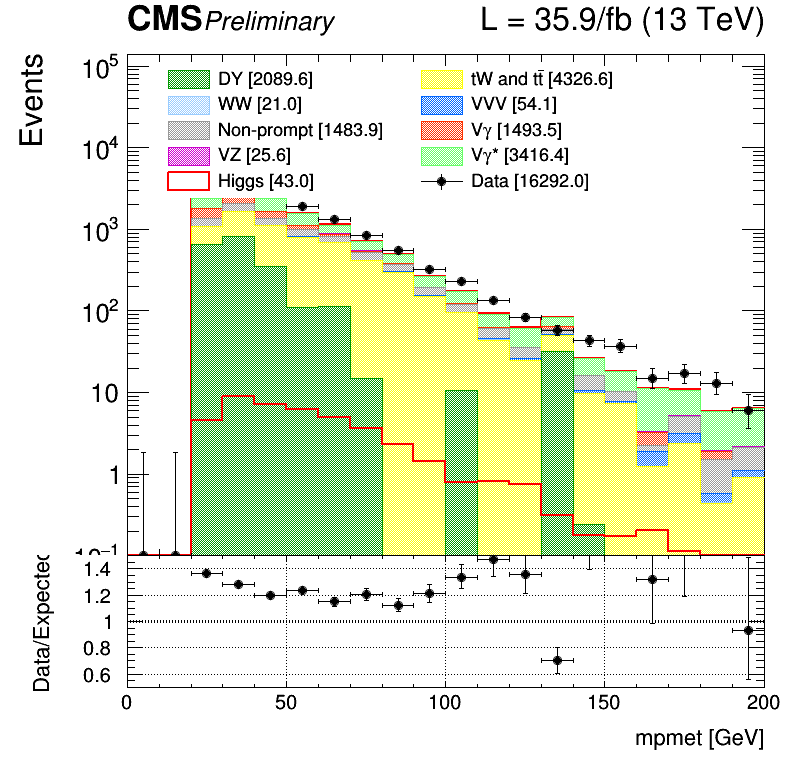 CMS Preliminary L = 35.9/fb (13 TeV)
Events
10⁵
10⁴
10³
10²
10
1
10⁻¹
DY [2089.6]
WW [21.0]
Non-prompt [1483.9]
VZ [25.6]
Higgs [43.0]
tW and tt̄ [4326.6]
VVV [54.1]
Vγ [1493.5]
Vγ* [3416.4]
Data [16292.0]
Data/Expected
1.4
1.2
1
0.8
0.6
0 50 100 150 200
mpmet [GeV]